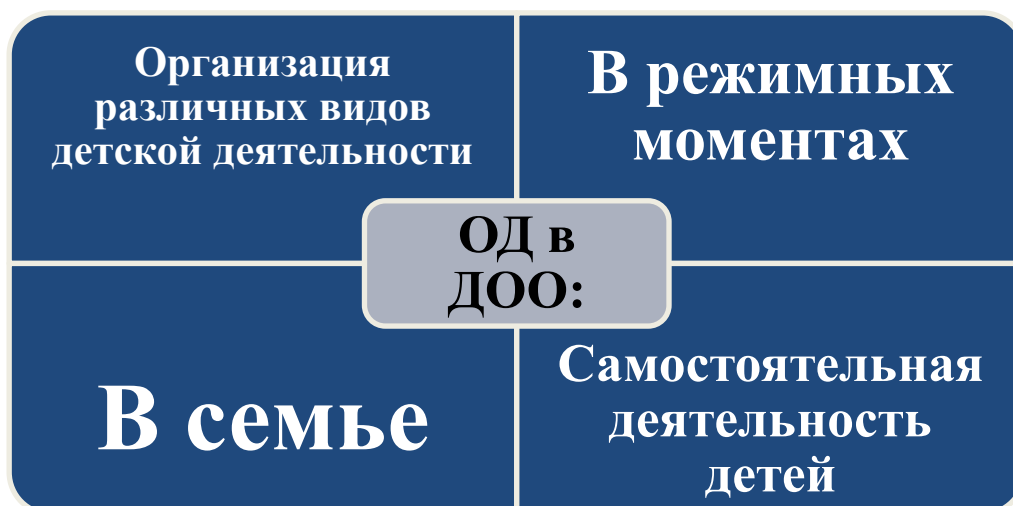 Организация
различных видов
детской деятельности
В режимных
моментах
ОД в
ДОО:
В семье
Самостоятельная
деятельность
детей